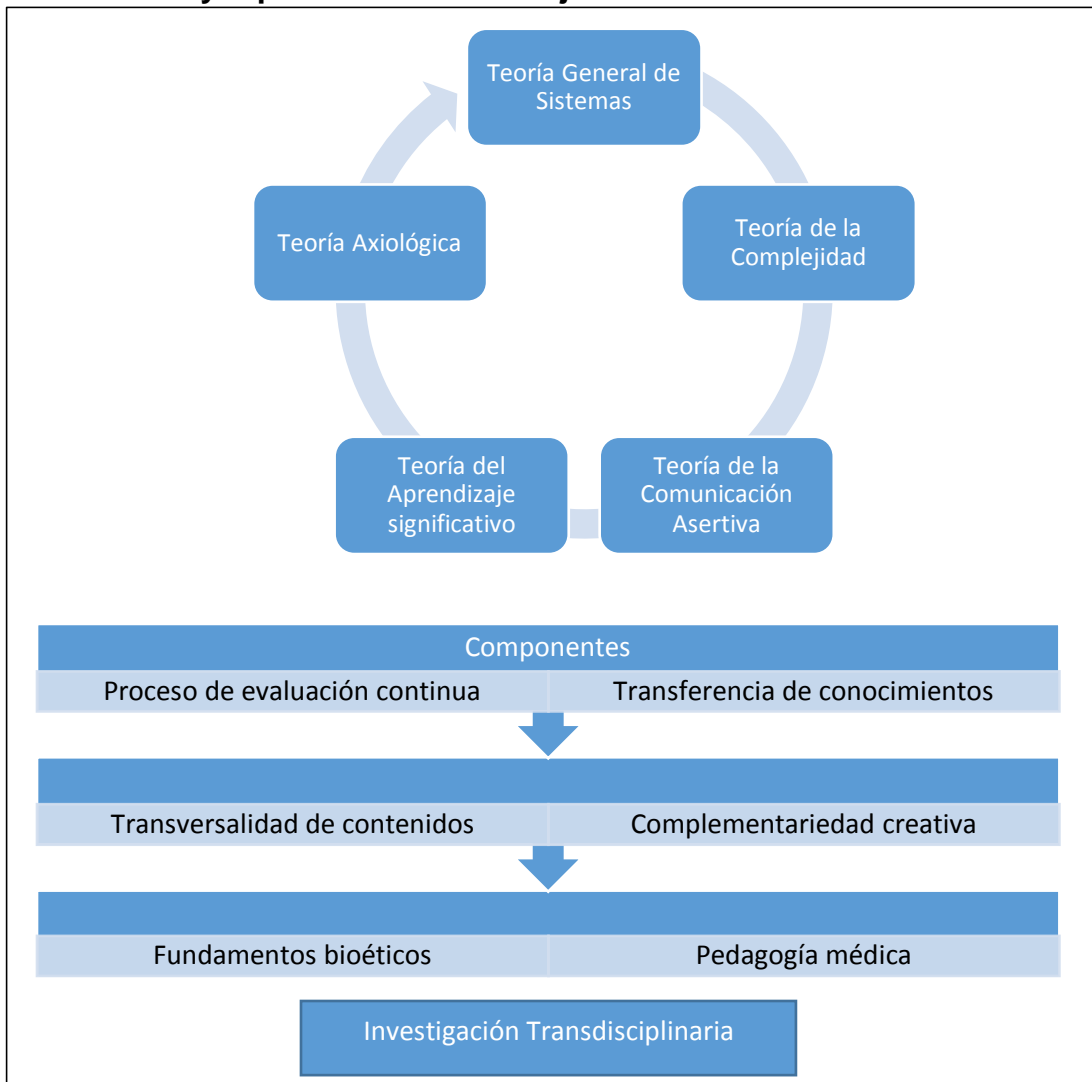 Teoría General de
Sistemas
Teoría de la
Complejidad
Teoría de la
Comunicación
Asertiva
Teoría del
Aprendizaje
significativo
Teoría Axiológica
Componentes
Proceso de evaluación continua
Transferencia de conocimientos
Transversalidad de contenidos
Complementariedad creativa
Fundamentos bioéticos
Pedagogía médica
Investigación Transdisciplinaria